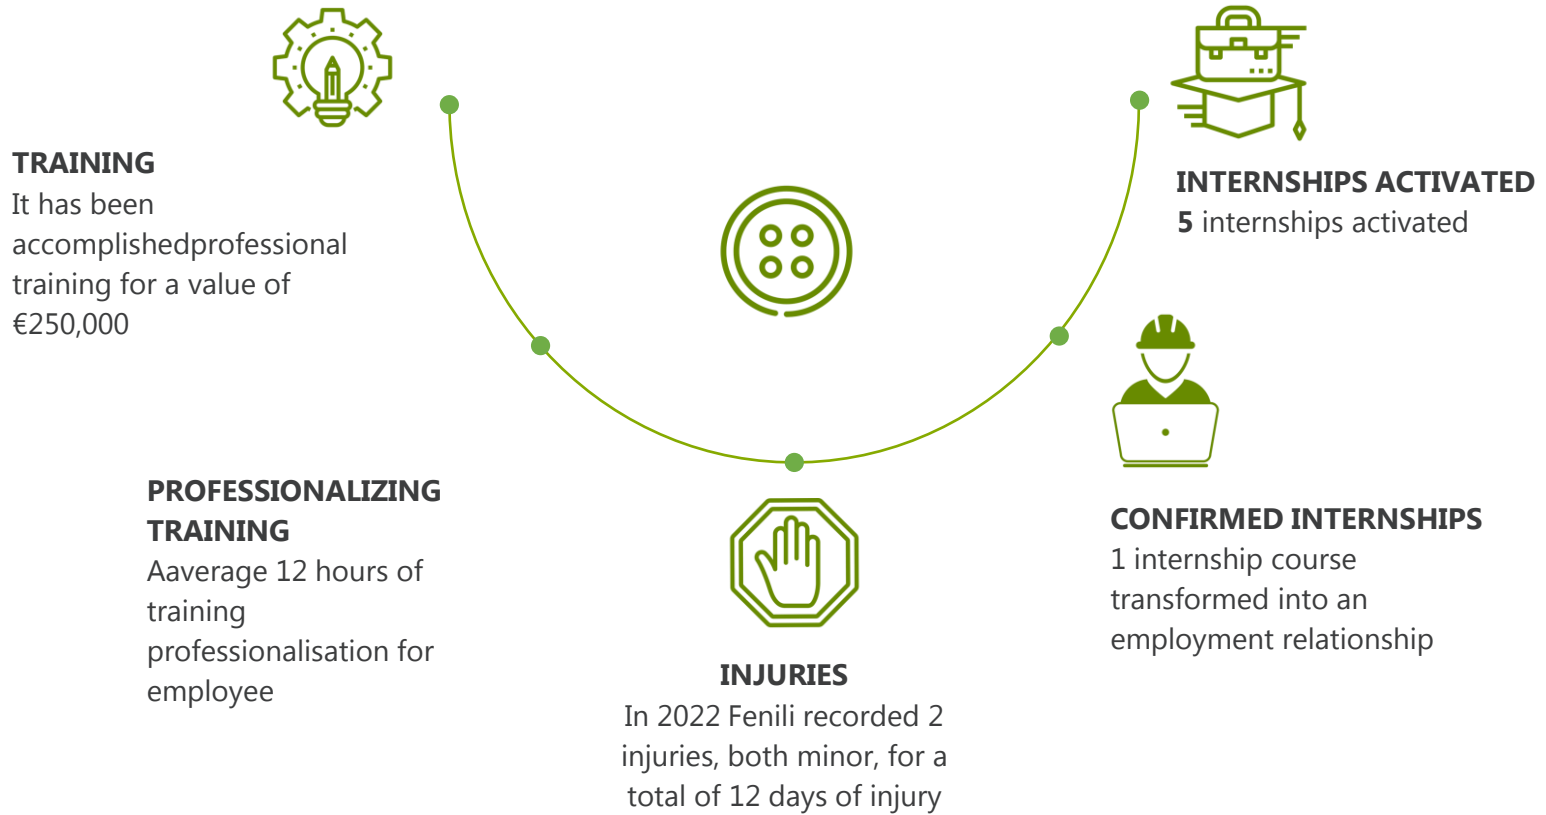 TRAINING
It has been
accomplishedprofessional
training for a value of
€250,000
PROFESSIONALIZING
TRAINING
Aaverage 12 hours of
training
professionalisation for
employee
INJURIES
In 2022 Fenili recorded 2
injuries, both minor, for a
total of 12 days of injury
CONFIRMED INTERNSHIPS
1 internship course
transformed into an
employment relationship
INTERNSHIPS ACTIVATED
5 internships activated